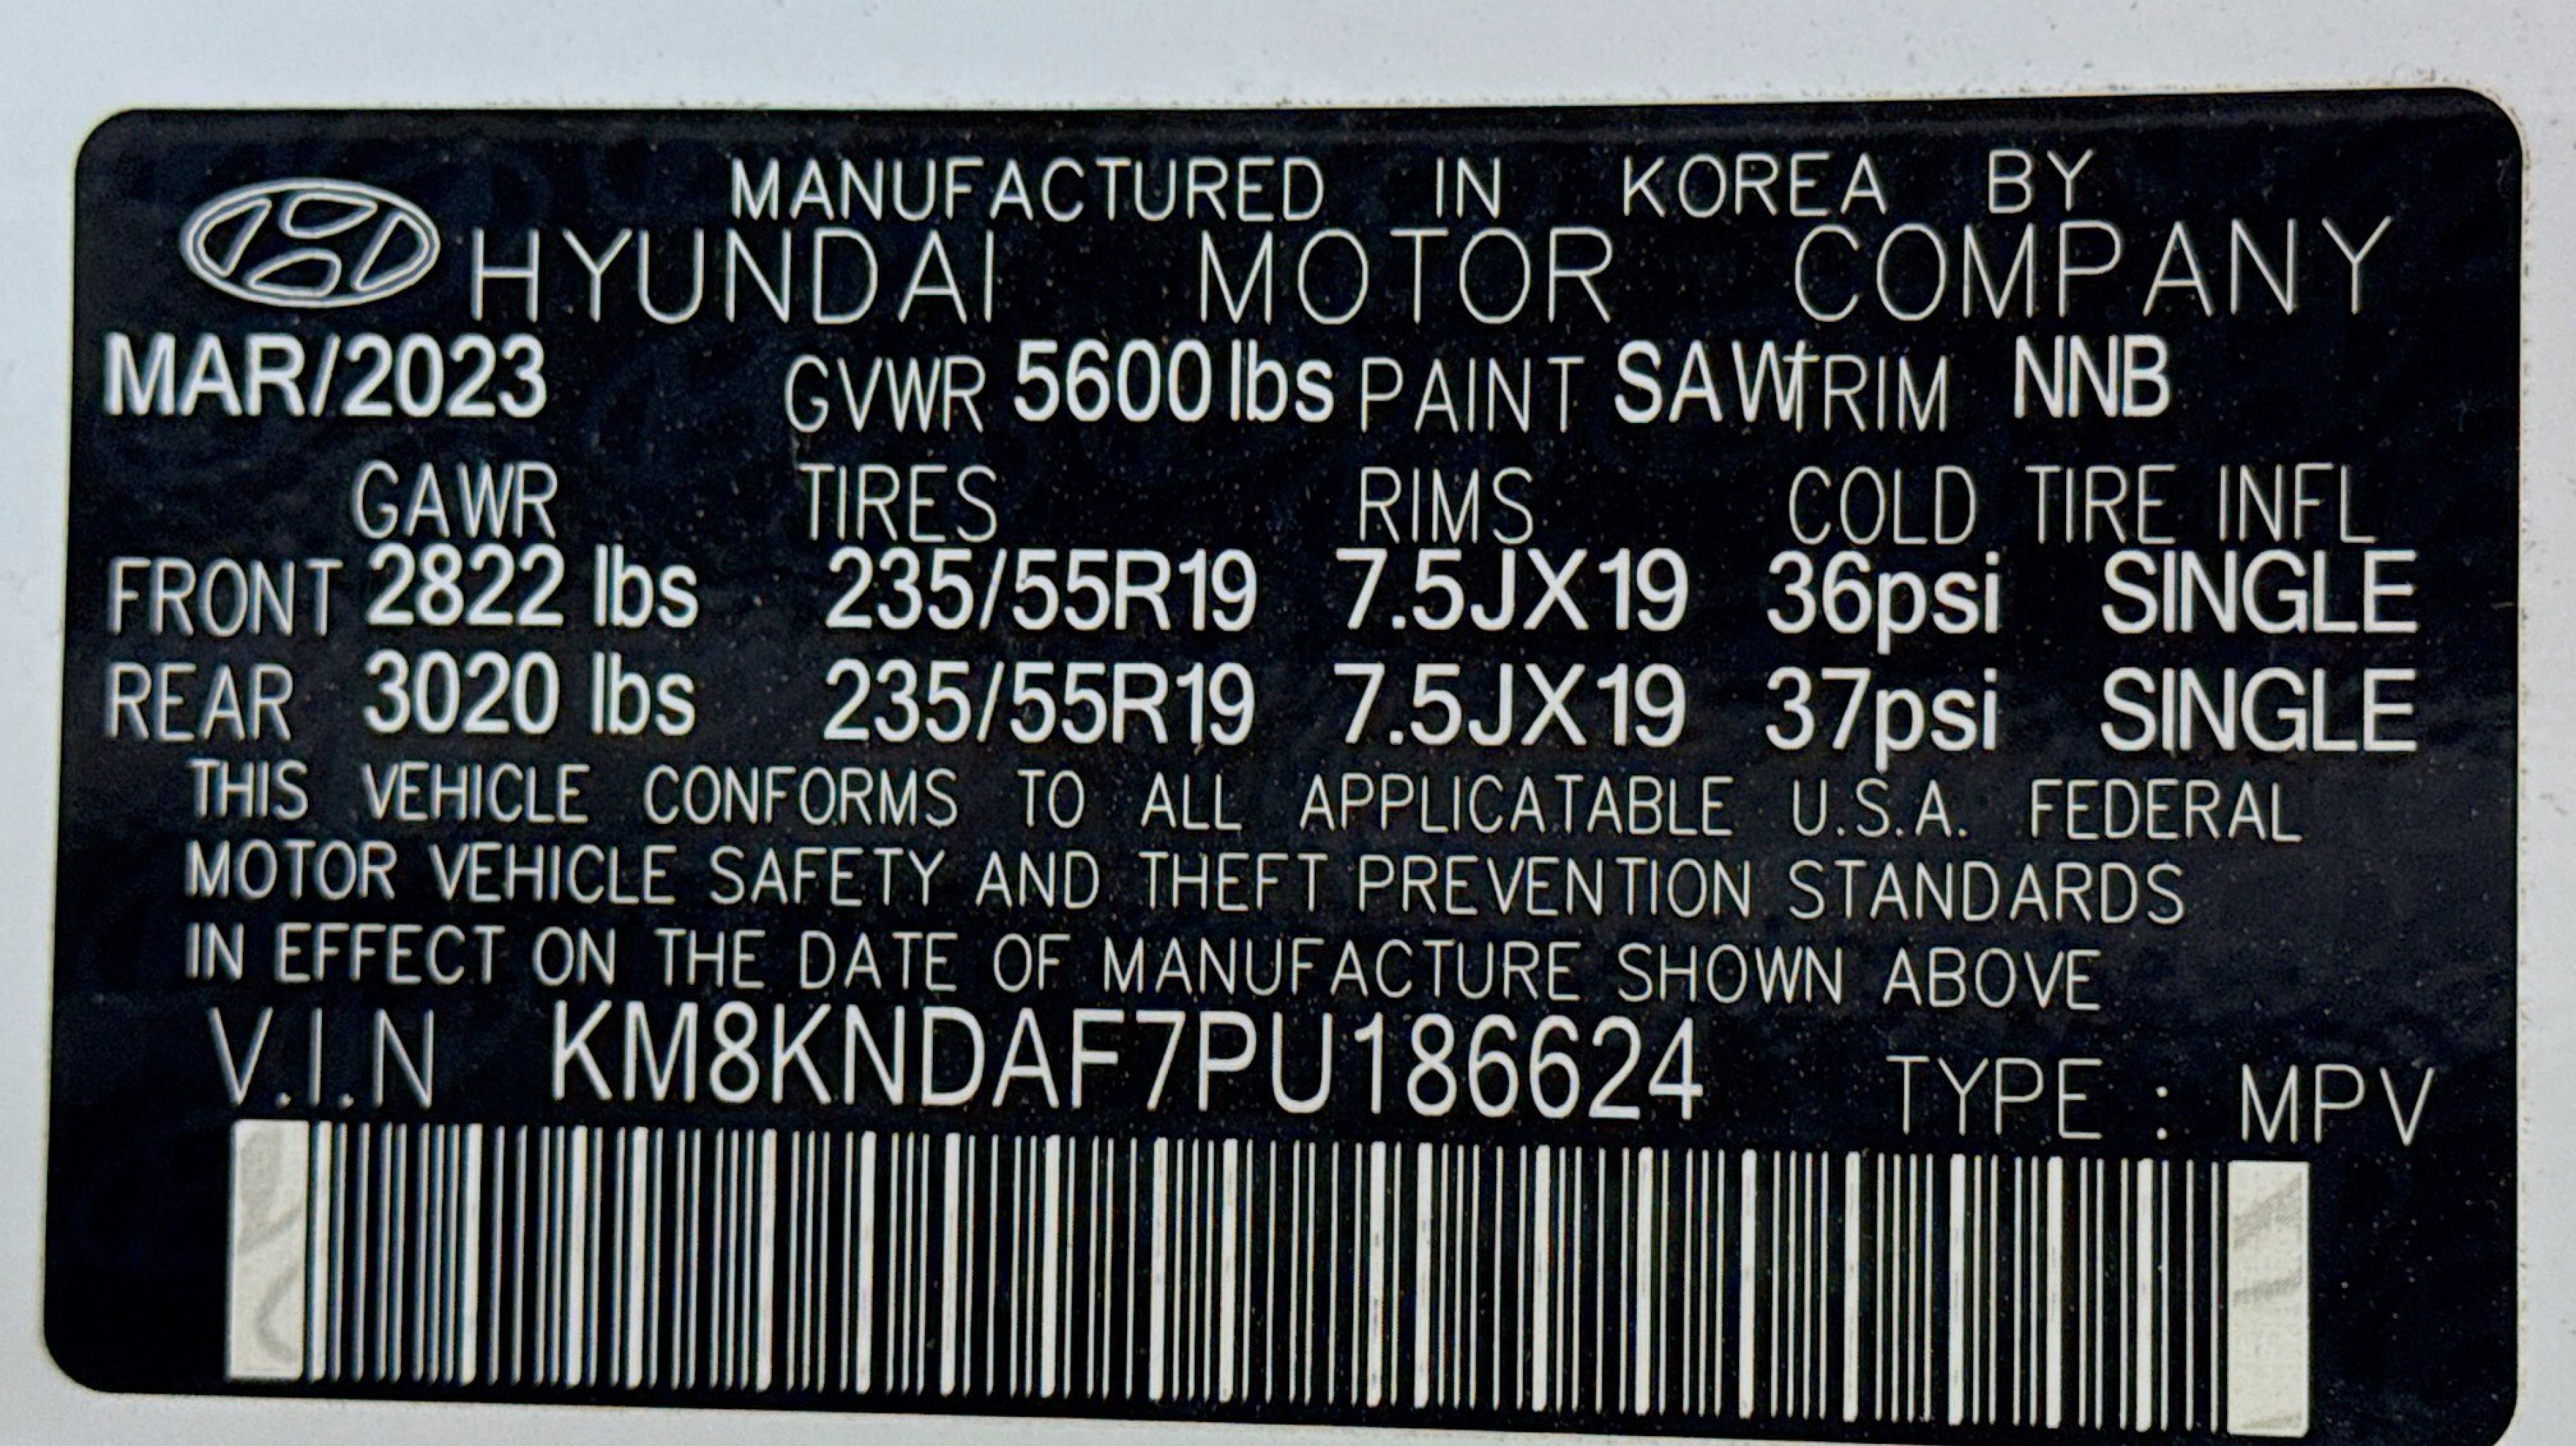 MANUFACTURED IN KOREA BY
HYUNDAI MOTOR COMPANY
MAR/2023 GVWR 5600 lbs PAINT SAW TRIM NNB
GAWR TIRES RIMS COLD TIRE INFL
FRONT 2822 lbs 235/55R19 7.5JX19 36psi SINGLE
REAR 3020 lbs 235/55R19 7.5JX19 37psi SINGLE
THIS VEHICLE CONFORMS TO ALL APPLICATABLE U.S.A. FEDERAL
MOTOR VEHICLE SAFETY AND THEFT PREVENTION STANDARDS
IN EFFECT ON THE DATE OF MANUFACTURE SHOWN ABOVE
V.I.N KM8KNDAF7PU186624 TYPE : MPV